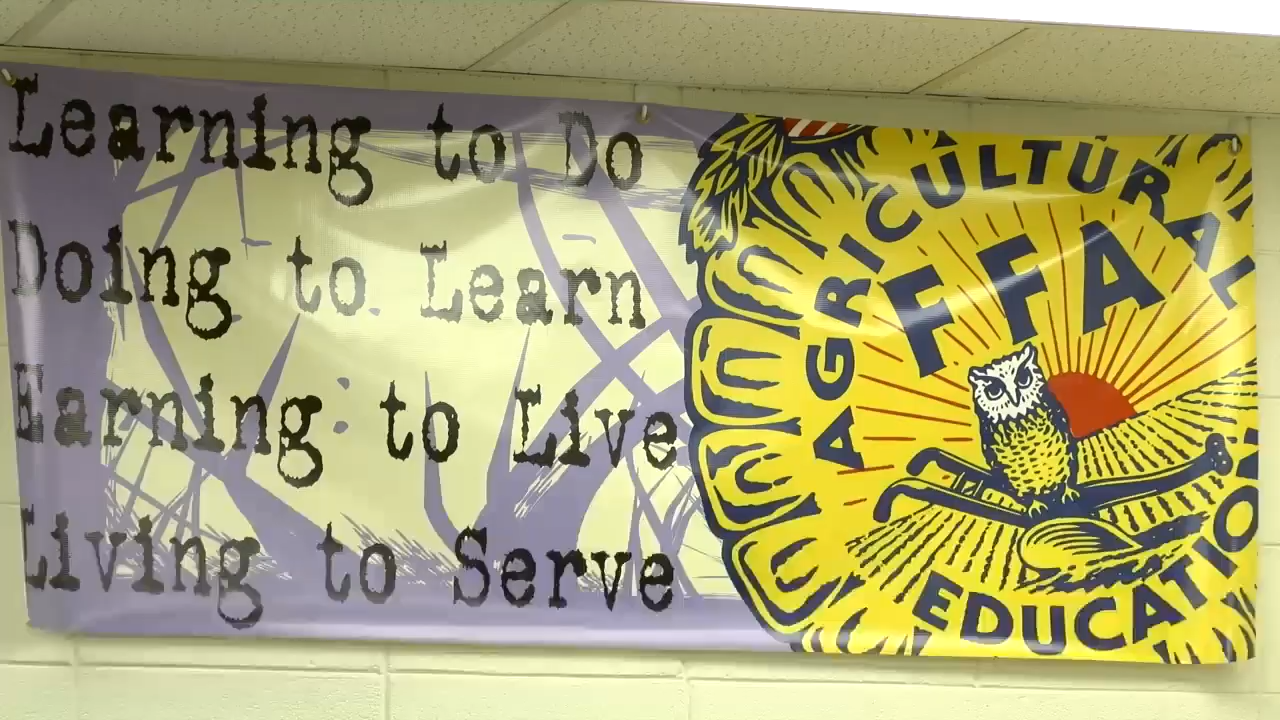 Learning to Do
Doing to Learn
Earning to Live
Living to Serve
AGRICULTURAL
FFA
EDUCATION